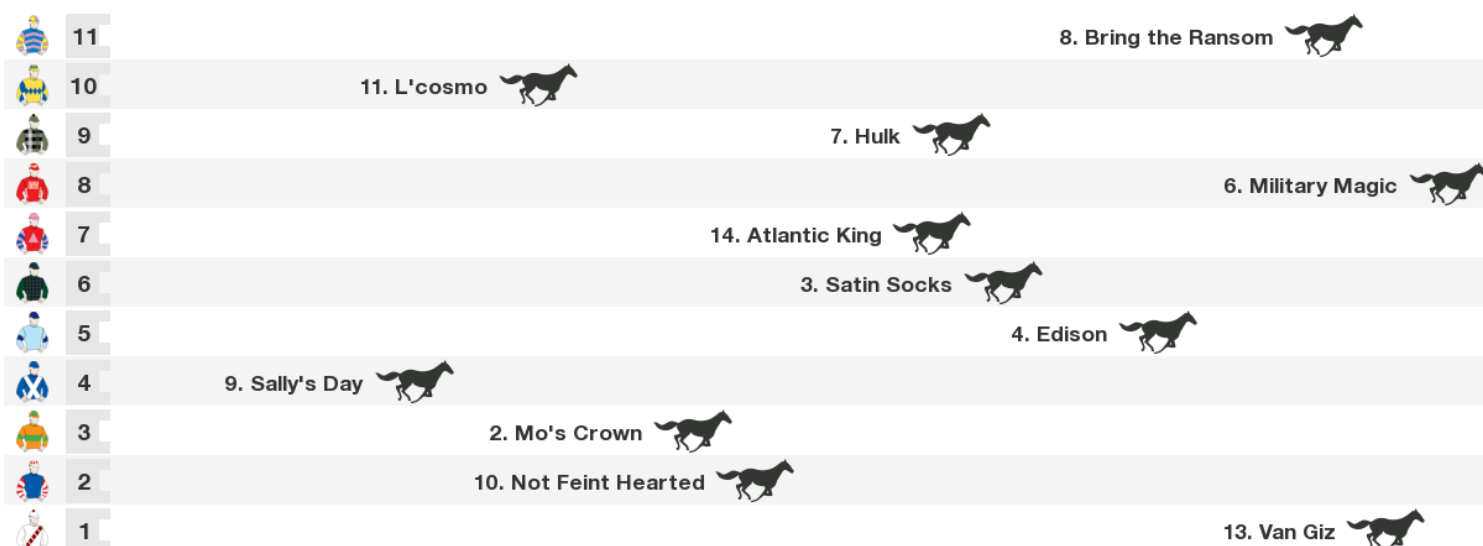 11 8. Bring the Ransom
10 11. L'cosmo
9 7. Hulk
8 6. Military Magic
7 14. Atlantic King
6 3. Satin Socks
5 4. Edison
4 9. Sally's Day
3 2. Mo's Crown
2 10. Not Feint Hearted
1 13. Van Giz